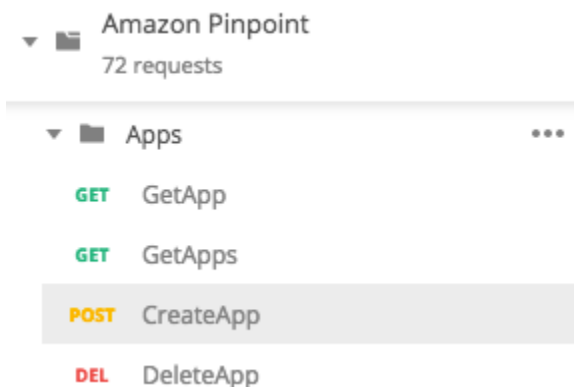 Amazon Pinpoint
72 requests
Apps
GET GetApp
GET GetApps
POST CreateApp
DEL DeleteApp